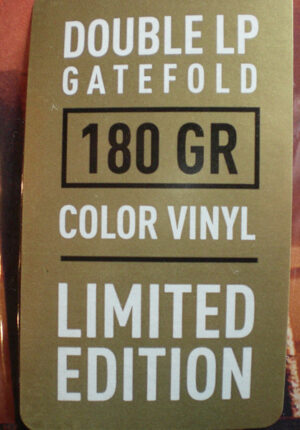 DOUBLE LP
GATEFOLD
180 GR
COLOR VINYL
LIMITED
EDITION